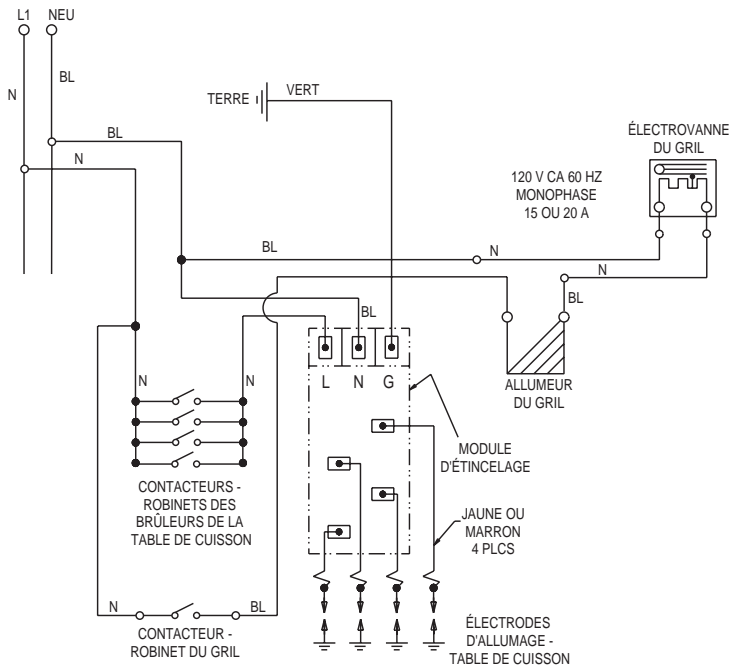 L1 NEU
N
BL
BL
N
TERRE
VERT
ÉLECTROVANNE
DU GRIL
120 V CA 60 HZ
MONOPHASE
15 OU 20 A
BL
N
N
BL
BL
N
N
L N G
ALLUMEUR
DU GRIL
MODULE
D'ÉTINCELAGE
CONTACTEURS -
ROBINETS DES
BRÛLEURS DE LA
TABLE DE CUISSON
JAUNE OU
MARRON
4 PLCS
N
BL
CONTACTEUR -
ROBINET DU GRIL
ÉLECTRODES
D'ALLUMAGE -
TABLE DE CUISSON